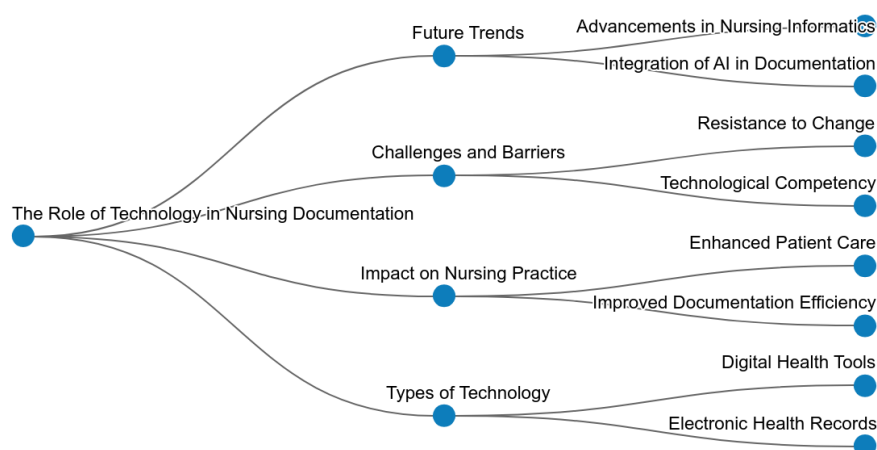 The Role of Technology in Nursing Documentation
Future Trends
Advancements in Nursing Informatics
Integration of AI in Documentation
Challenges and Barriers
Resistance to Change
Technological Competency
Impact on Nursing Practice
Enhanced Patient Care
Improved Documentation Efficiency
Types of Technology
Digital Health Tools
Electronic Health Records